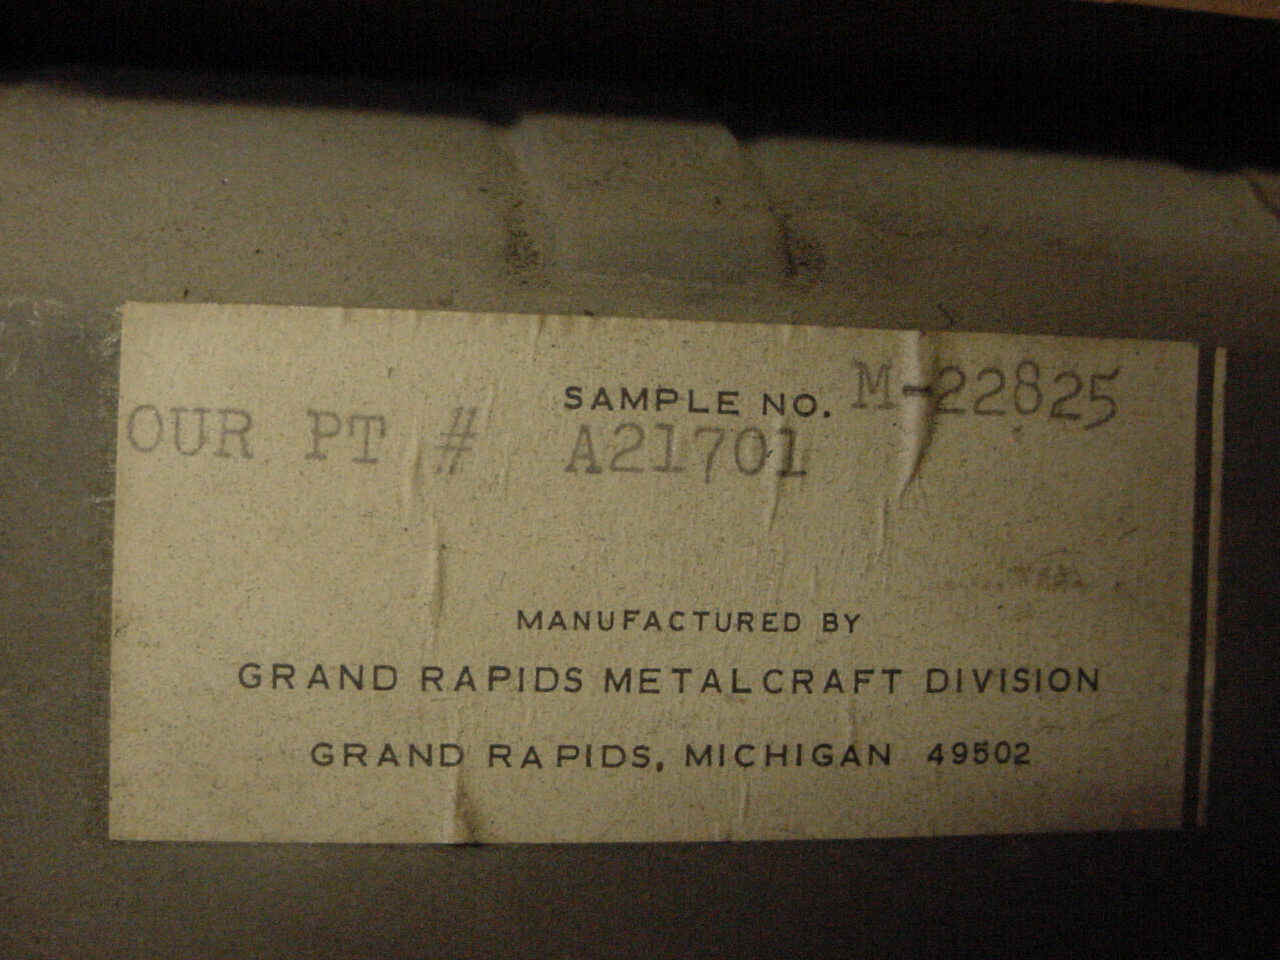 SAMPLE NO. M-22825
OUR PT # A21701
MANUFACTURED BY
GRAND RAPIDS METALCRAFT DIVISION
GRAND RAPIDS, MICHIGAN 49502